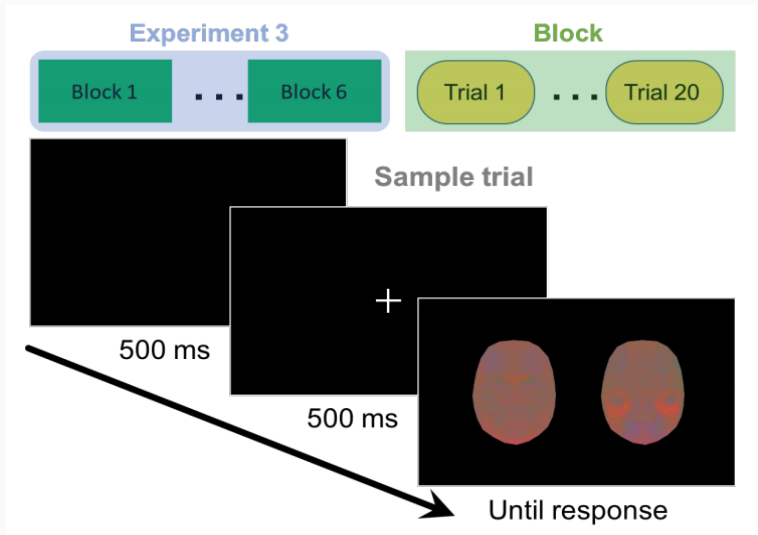 Experiment 3
Block
Block 1 ... Block 6
Trial 1 ... Trial 20
Sample trial
500 ms
500 ms
Until response